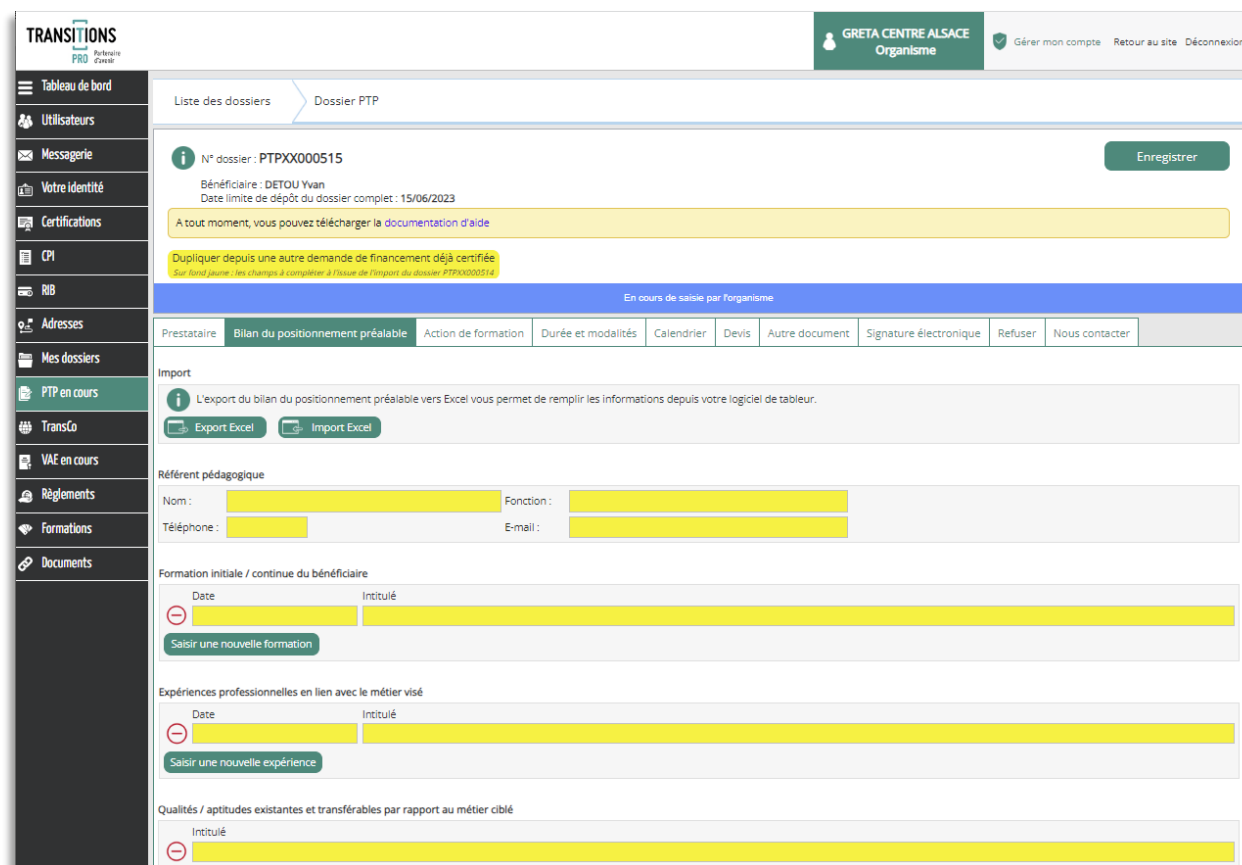 TRANSITIONS
PRO Partenaire d'avenir
GRETA CENTRE ALSACE
Organisme
Gérer mon compte Retour au site Déconnexion
Tableau de bord
Utilisateurs
Messagerie
Votre identité
Certifications
CPI
RIB
Adresses
Mes dossiers
PTP en cours
TransCo
VAE en cours
Règlements
Formations
Documents
Liste des dossiers Dossier PTP
N° dossier : PTPXX000515
Enregistrer
Bénéficiaire : DETOU Yvan
Date limite de dépôt du dossier complet : 15/06/2023
A tout moment, vous pouvez télécharger la documentation d'aide
Dupliquer depuis une autre demande de financement déjà certifiée
Sur fond jaune : les champs à compléter à l'issue de l'import du dossier PTPXX000514
En cours de saisie par l'organisme
Prestataire Bilan du positionnement préalable Action de formation Durée et modalités Calendrier Devis Autre document Signature électronique Refuser Nous contacter
Import
L'export du bilan du positionnement préalable vers Excel vous permet de remplir les informations depuis votre logiciel de tableur.
Export Excel Import Excel
Référent pédagogique
Nom : Fonction :
Téléphone : E-mail :
Formation initiale / continue du bénéficiaire
Date Intitulé
Saisir une nouvelle formation
Expériences professionnelles en lien avec le métier visé
Date Intitulé
Saisir une nouvelle expérience
Qualités / aptitudes existantes et transférables par rapport au métier ciblé
Intitulé